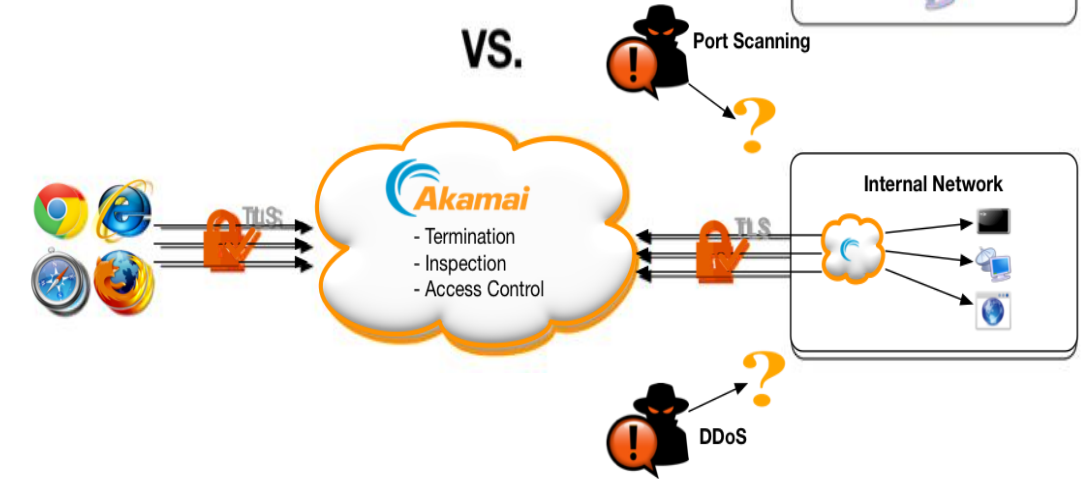 VS.
Port Scanning
?
Internal Network
Akamai
- Termination
- Inspection
- Access Control
TLS
TLS
?
DDoS